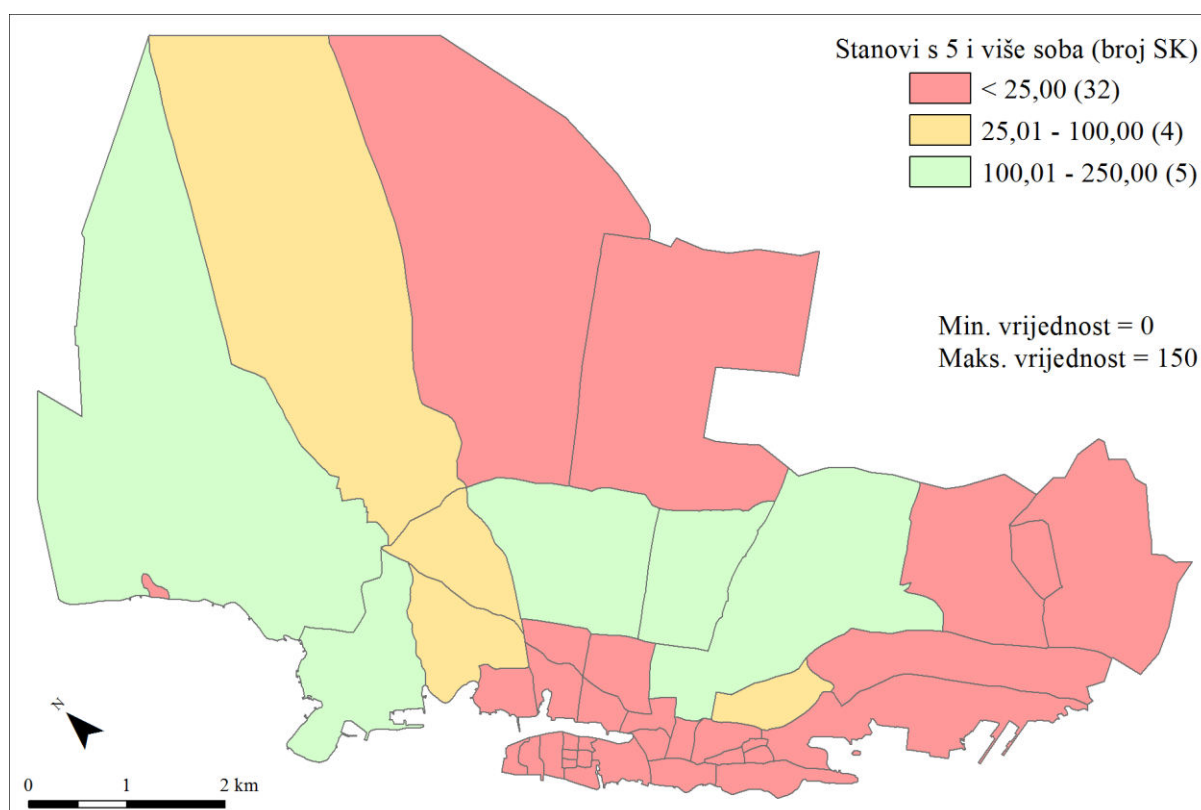 Stanovi s 5 i više soba (broj SK)
< 25,00 (32)
25,01 - 100,00 (4)
100,01 - 250,00 (5)
Min. vrijednost = 0
Maks. vrijednost = 150
N
0 1 2 km